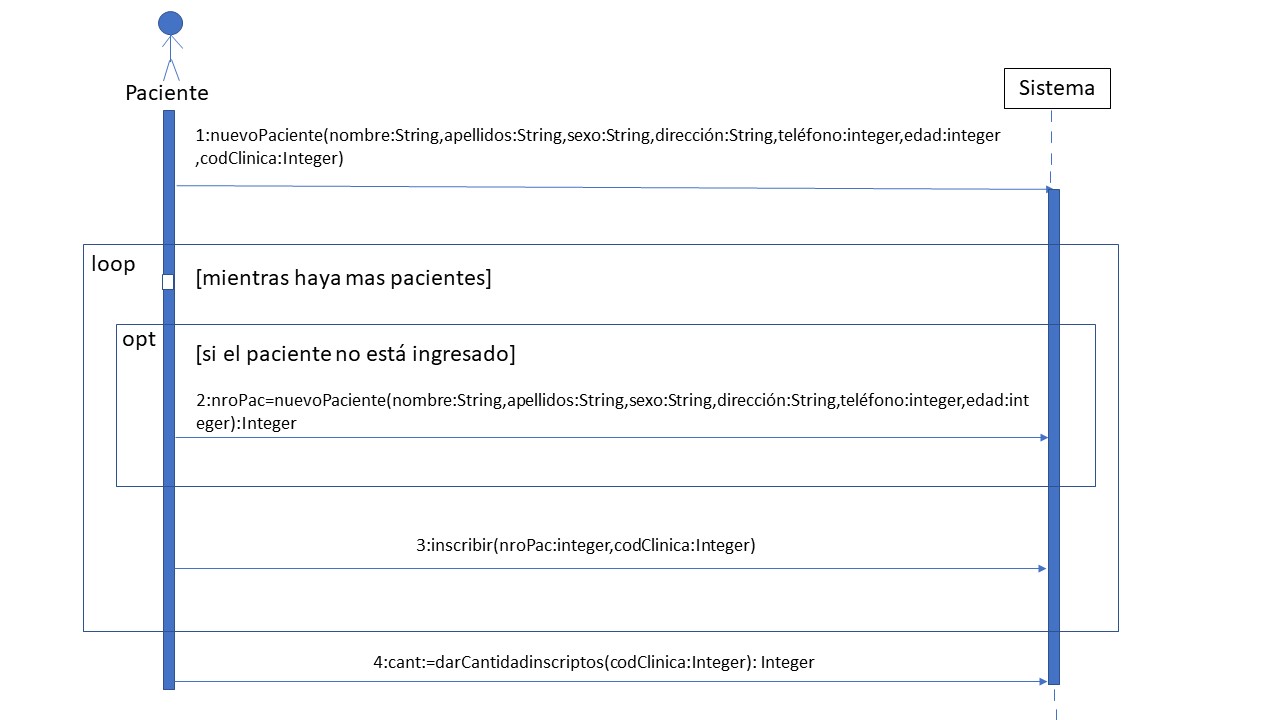 Paciente
Sistema
1:nuevoPaciente(nombre:String,apellidos:String,sexo:String,dirección:String,teléfono:integer,edad:integer
,codClinica:Integer)
loop
[mientras haya mas pacientes]
opt
[si el paciente no está ingresado]
2:nroPac=nuevoPaciente(nombre:String,apellidos:String,sexo:String,dirección:String,teléfono:integer,edad:int
eger):Integer
3:inscribir(nroPac:integer,codClinica:Integer)
4:cant:=darCantidadinscriptos(codClinica:Integer): Integer